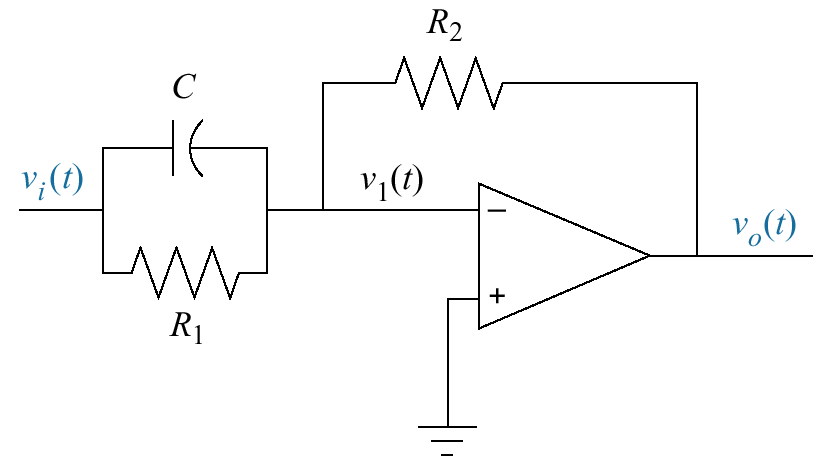 R2
C
vi(t)
v1(t)
−
vo(t)
+
R1